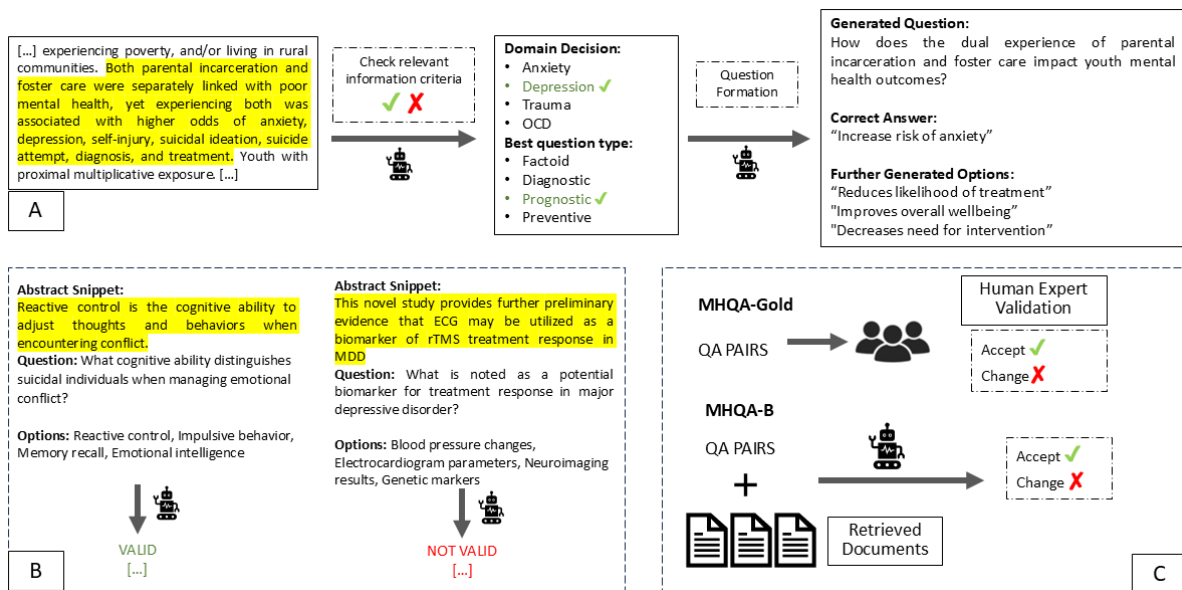 [...] experiencing poverty, and/or living in rural
communities. Both parental incarceration and
foster care were separately linked with poor
mental health, yet experiencing both was
associated with higher odds of anxiety,
depression, self-injury, suicidal ideation, suicide
attempt, diagnosis, and treatment. Youth with
proximal multiplicative exposure. [...]
A
Check relevant
information criteria
Domain Decision:
• Anxiety
• Depression
• Trauma
• OCD
Best question type:
• Factoid
• Diagnostic
• Prognostic
• Preventive
Question
Formation
Generated Question:
How does the dual experience of parental
incarceration and foster care impact youth mental
health outcomes?
Correct Answer:
“Increase risk of anxiety”
Further Generated Options:
“Reduces likelihood of treatment”
"Improves overall wellbeing”
"Decreases need for intervention”
Abstract Snippet:
Reactive control is the cognitive ability to
adjust thoughts and behaviors when
encountering conflict.
Question: What cognitive ability distinguishes
suicidal individuals when managing emotional
conflict?
Options: Reactive control, Impulsive behavior,
Memory recall, Emotional intelligence
VALID
[...]
B
Abstract Snippet:
This novel study provides further preliminary
evidence that ECG may be utilized as a
biomarker of rTMS treatment response in
MDD
Question: What is noted as a potential
biomarker for treatment response in major
depressive disorder?
Options: Blood pressure changes,
Electrocardiogram parameters, Neuroimaging
results, Genetic markers
NOT VALID
[...]
MHQA-Gold
QA PAIRS
Human Expert
Validation
Accept
Change
MHQA-B
QA PAIRS
+
Retrieved
Documents
Accept
Change
C